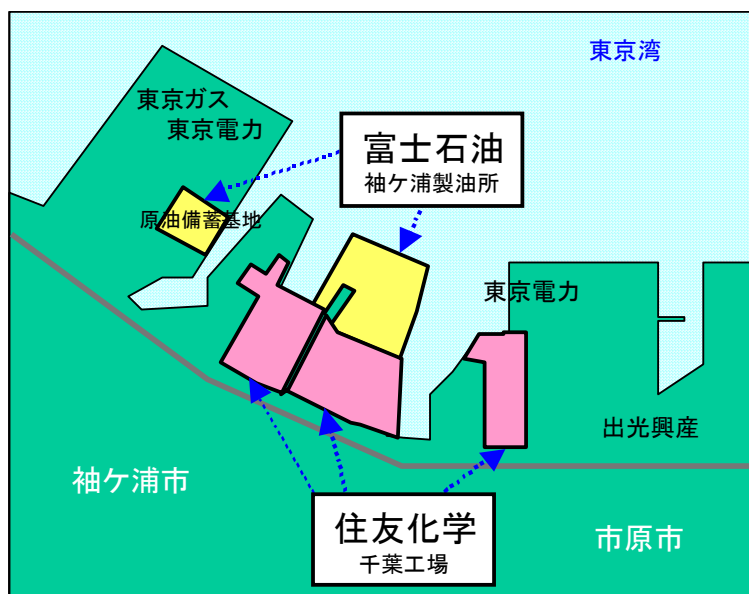 東京湾
東京ガス
東京電力
富士石油
袖ケ浦製油所
原油備蓄基地
東京電力
出光興産
袖ケ浦市
住友化学
千葉工場
市原市